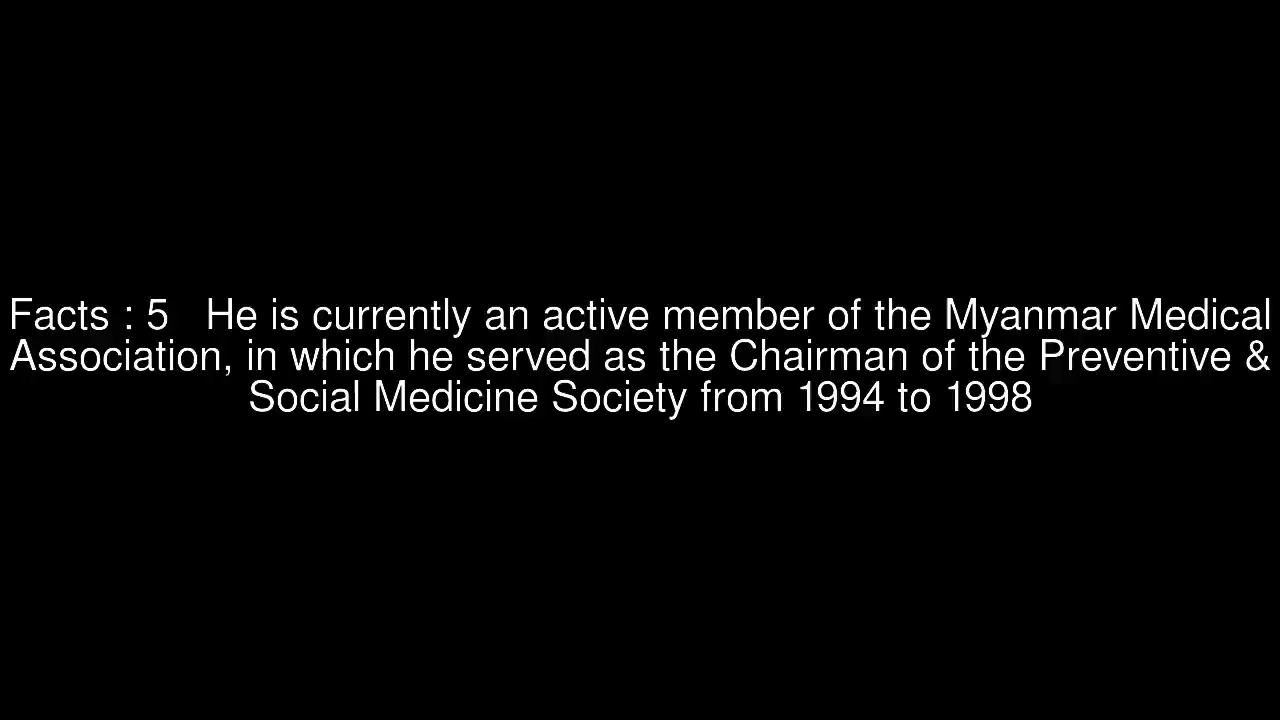 Facts : 5   He is currently an active member of the Myanmar Medical
Association, in which he served as the Chairman of the Preventive &
Social Medicine Society from 1994 to 1998